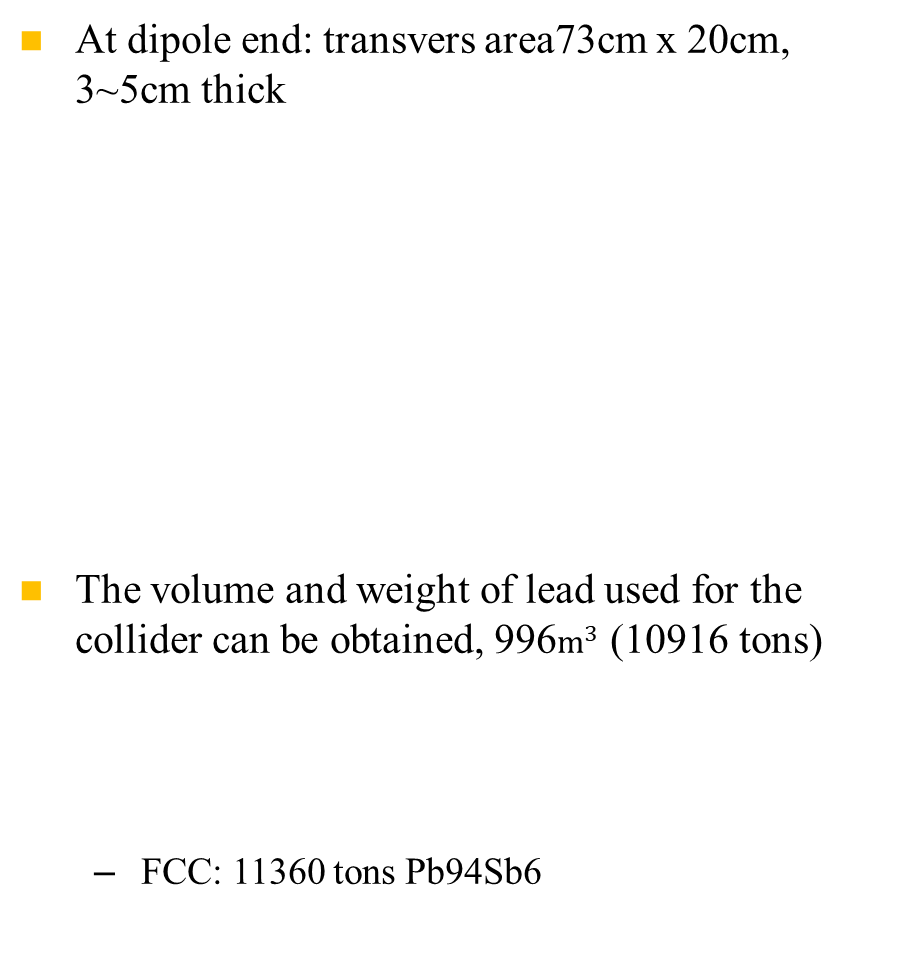 At dipole end: transvers area73cm x 20cm,
3~5cm thick
The volume and weight of lead used for the
collider can be obtained, 996m³ (10916 tons)
– FCC: 11360 tons Pb94Sb6